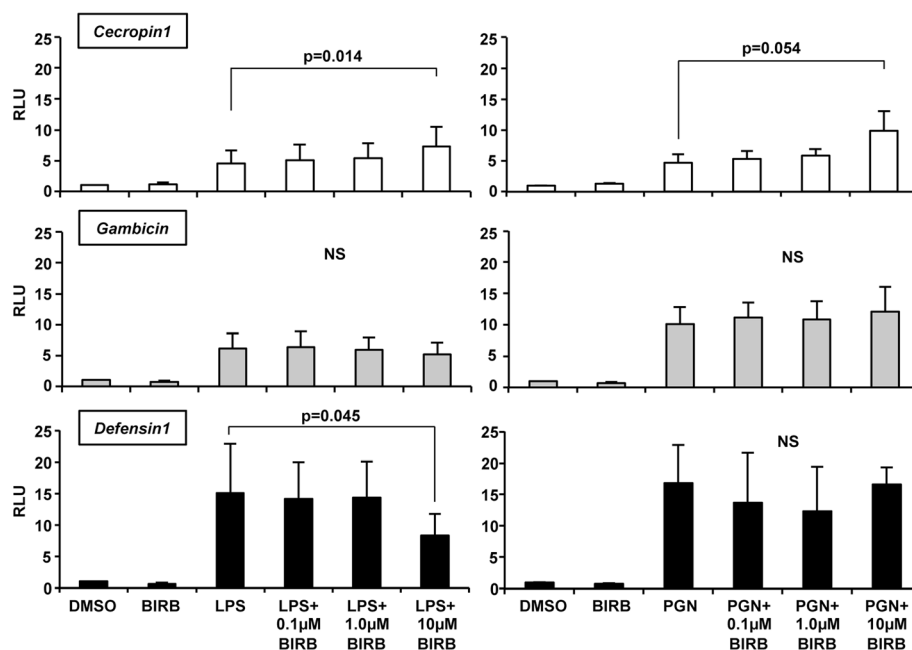 Cecropin1
25
20
15
10
5
0
RLU
p=0.014
25
20
15
10
5
0
p=0.054
Gambicin
25
20
15
10
5
0
RLU
NS
25
20
15
10
5
0
NS
Defensin1
25
20
15
10
5
0
RLU
p=0.045
DMSO
BIRB
LPS
LPS+
0.1μM
BIRB
LPS+
1.0μM
BIRB
LPS+
10μM
BIRB
25
20
15
10
5
0
NS
DMSO
BIRB
PGN
PGN+
0.1μM
BIRB
PGN+
1.0μM
BIRB
PGN+
10μM
BIRB